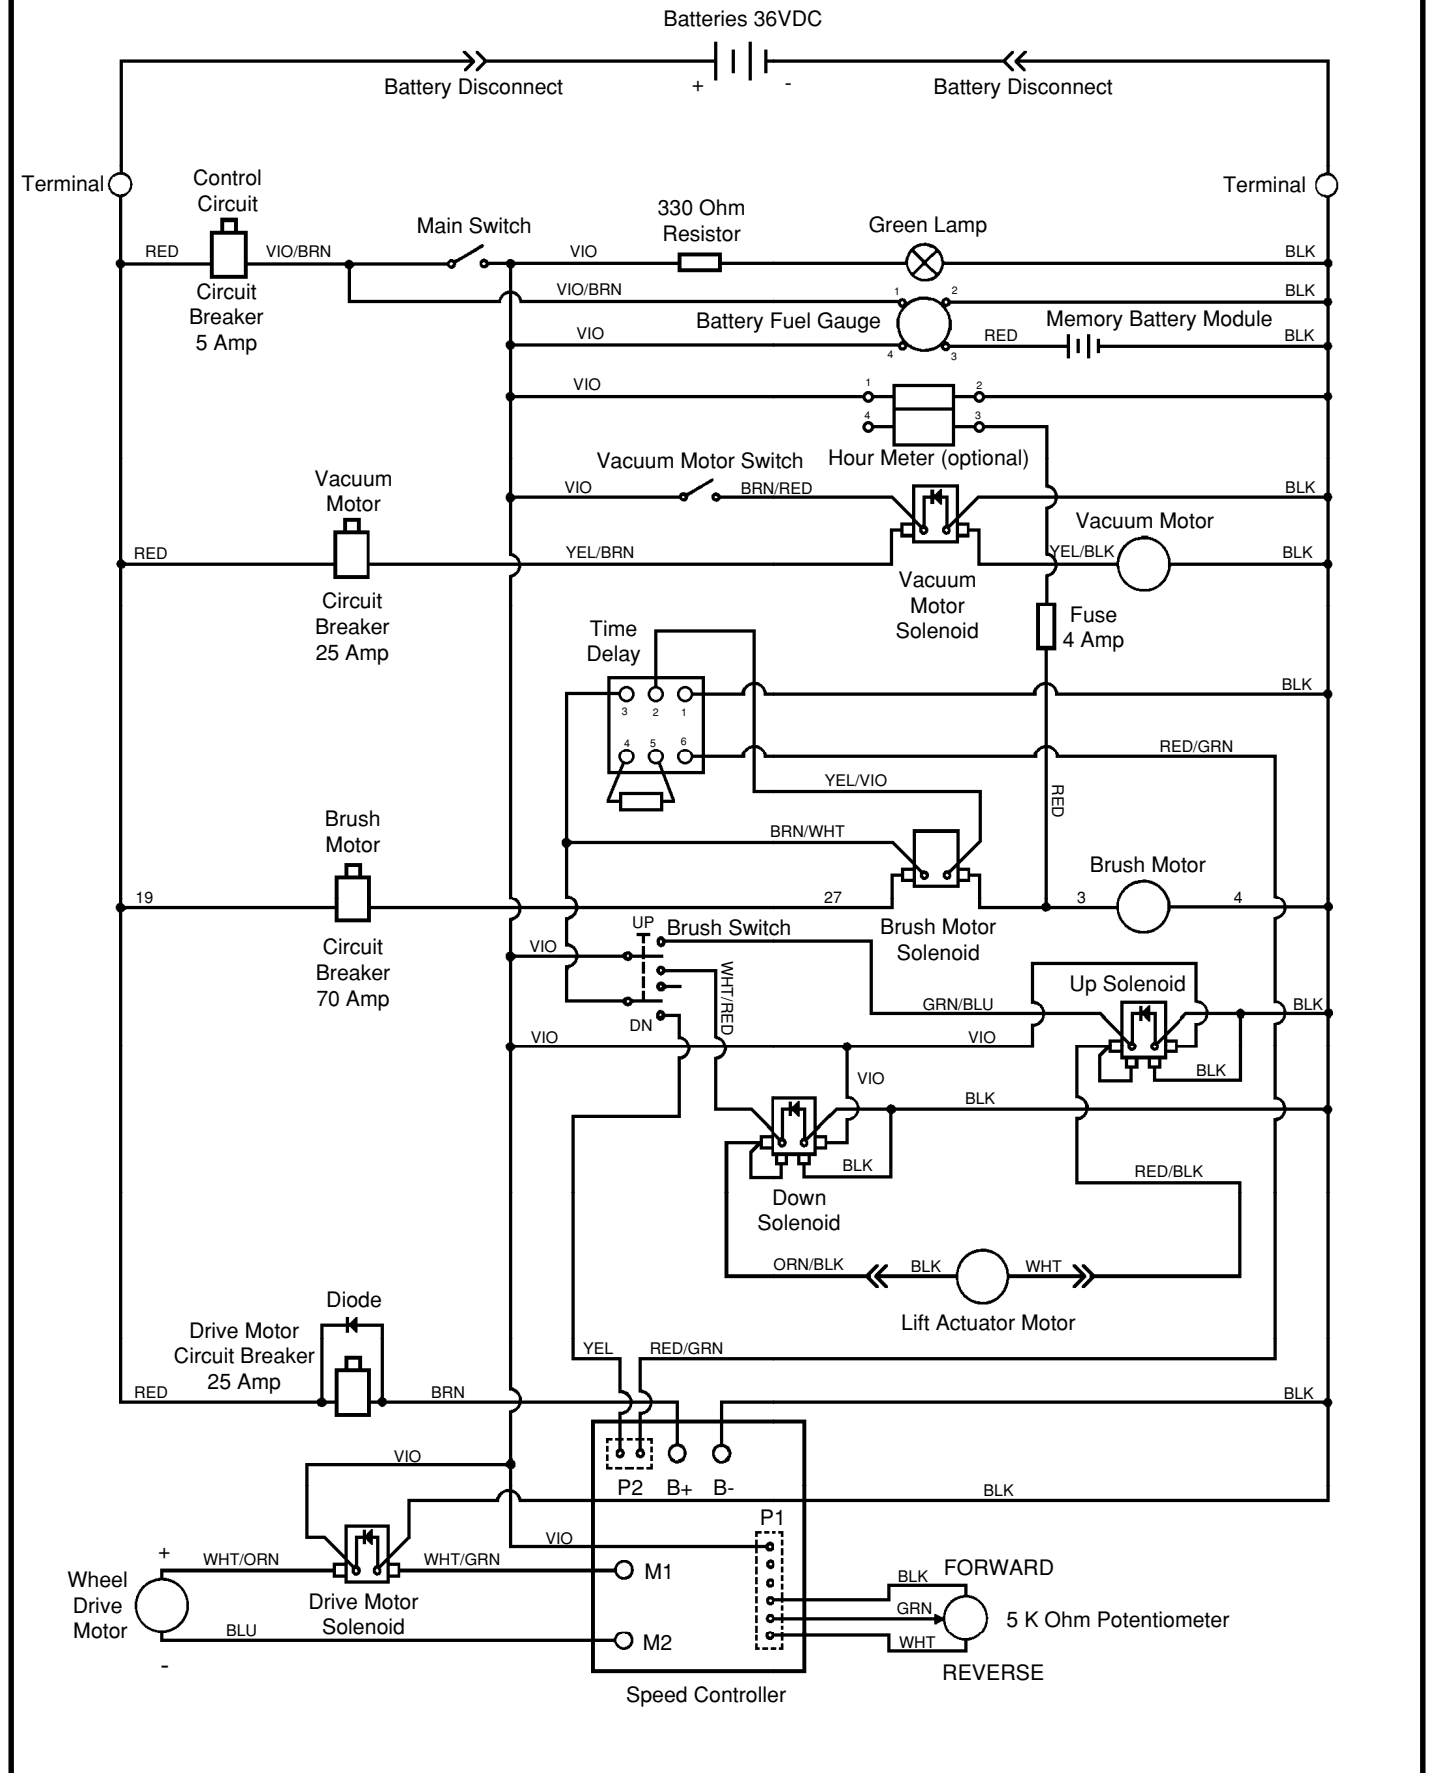 Batteries 36VDC
Battery Disconnect
+
-
Battery Disconnect
Terminal
Terminal
Control
Circuit
RED
VIO/BRN
Circuit
Breaker
5 Amp
Main Switch
VIO
330 Ohm
Resistor
Green Lamp
BLK
VIO/BRN
1
2
BLK
Battery Fuel Gauge
Memory Battery Module
VIO
4
3
RED
BLK
VIO
1
2
4
3
Hour Meter (optional)
Vacuum Motor Switch
VIO
BRN/RED
BLK
Vacuum
Motor
RED
YEL/BRN
Circuit
Breaker
25 Amp
Vacuum
Motor
Solenoid
Vacuum Motor
YEL/BLK
BLK
Fuse
4 Amp
Time
Delay
3
2
1
BLK
4
5
6
RED/GRN
YEL/VIO
RED
Brush
Motor
BRN/WHT
Brush Motor
19
27
3
4
Circuit
Breaker
70 Amp
Brush Motor
Solenoid
UP
Brush Switch
VIO
WHT/RED
DN
Up Solenoid
GRN/BLU
BLK
VIO
VIO
BLK
VIO
BLK
BLK
Down
Solenoid
RED/BLK
ORN/BLK
BLK
WHT
Lift Actuator Motor
Diode
Drive Motor
Circuit Breaker
25 Amp
YEL
RED/GRN
RED
BRN
BLK
VIO
P2
B+
B-
BLK
P1
VIO
+
WHT/ORN
WHT/GRN
M1
Wheel
Drive
Motor
Drive Motor
Solenoid
BLU
M2
-
BLK
FORWARD
GRN
5 K Ohm Potentiometer
WHT
REVERSE
Speed Controller